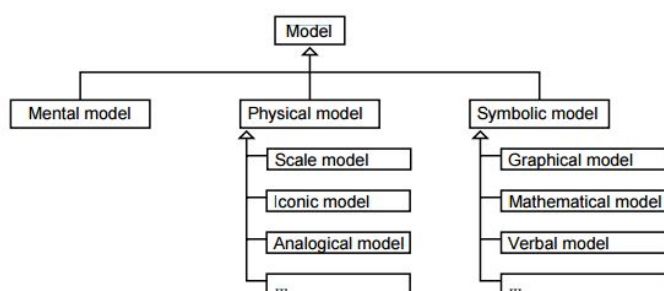 Model
Mental model
Physical model
Symbolic model
Scale model
Graphical model
Iconic model
Mathematical model
Analogical model
Verbal model
...
...